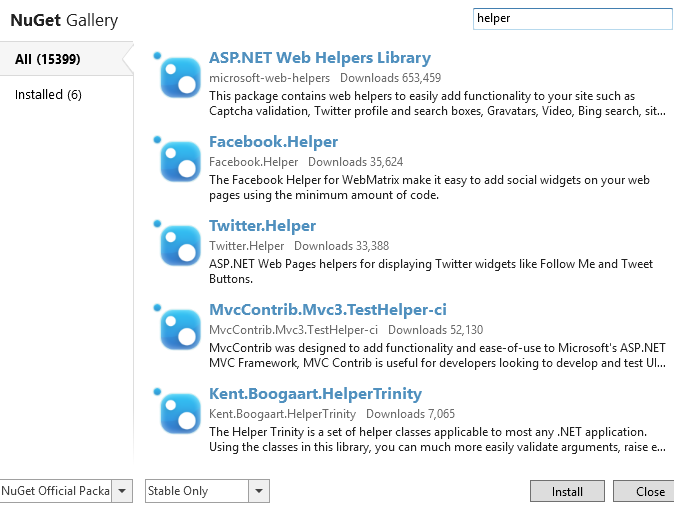 NuGet Gallery
helper
All (15399)
Installed (6)
ASP.NET Web Helpers Library
microsoft-web-helpers Downloads 653,459
This package contains web helpers to easily add functionality to your site such as
Captcha validation, Twitter profile and search boxes, Gravatars, Video, Bing search, sit...
Facebook.Helper
Facebook.Helper Downloads 35,624
The Facebook Helper for WebMatrix make it easy to add social widgets on your web
pages using the minimum amount of code.
Twitter.Helper
Twitter.Helper Downloads 33,388
ASP.NET Web Pages helpers for displaying Twitter widgets like Follow Me and Tweet
Buttons.
MvcContrib.Mvc3.TestHelper-ci
MvcContrib.Mvc3.TestHelper-ci Downloads 52,130
MvcContrib was designed to add functionality and ease-of-use to Microsoft's ASP.NET
MVC Framework, MVC Contrib is useful for developers looking to develop and test UI...
Kent.Boogaart.HelperTrinity
Kent.Boogaart.HelperTrinity Downloads 7,065
The Helper Trinity is a set of helper classes applicable to most any .NET application.
Using the classes in this library, you can much more easily validate arguments, raise e...
NuGet Official Packa
Stable Only
Install
Close